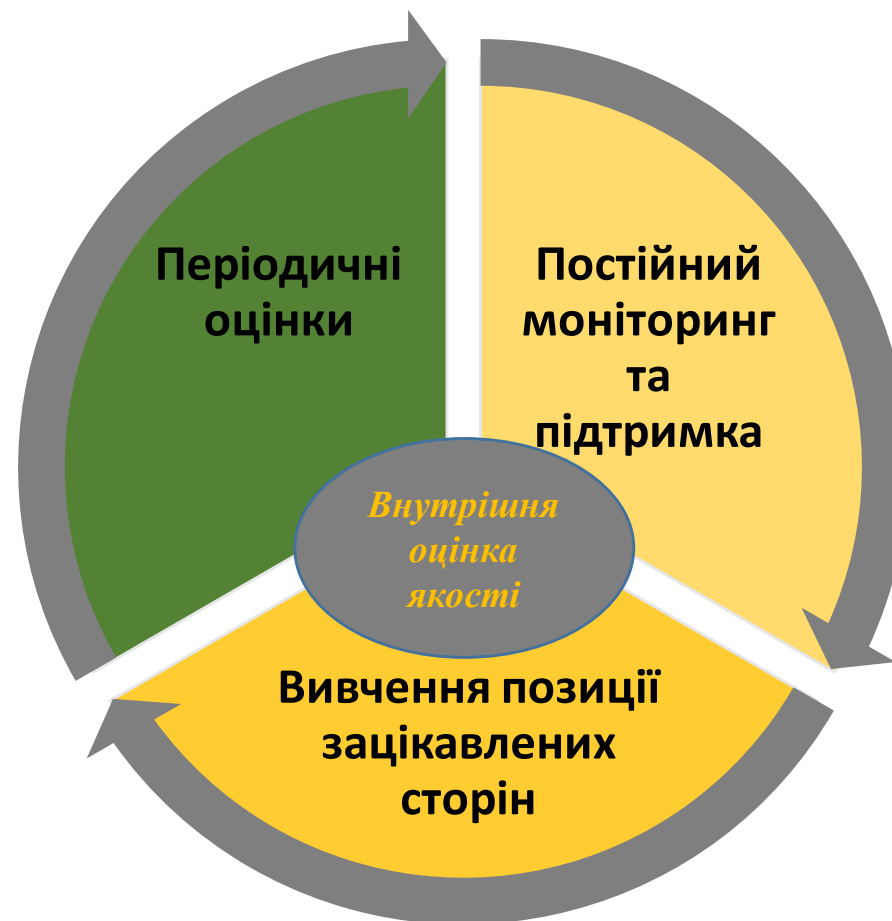 Періодичні
оцінки
Постійний
моніторинг
та
підтримка
Внутрішня
оцінка
якості
Вивчення позиції
зацікавлених
сторін